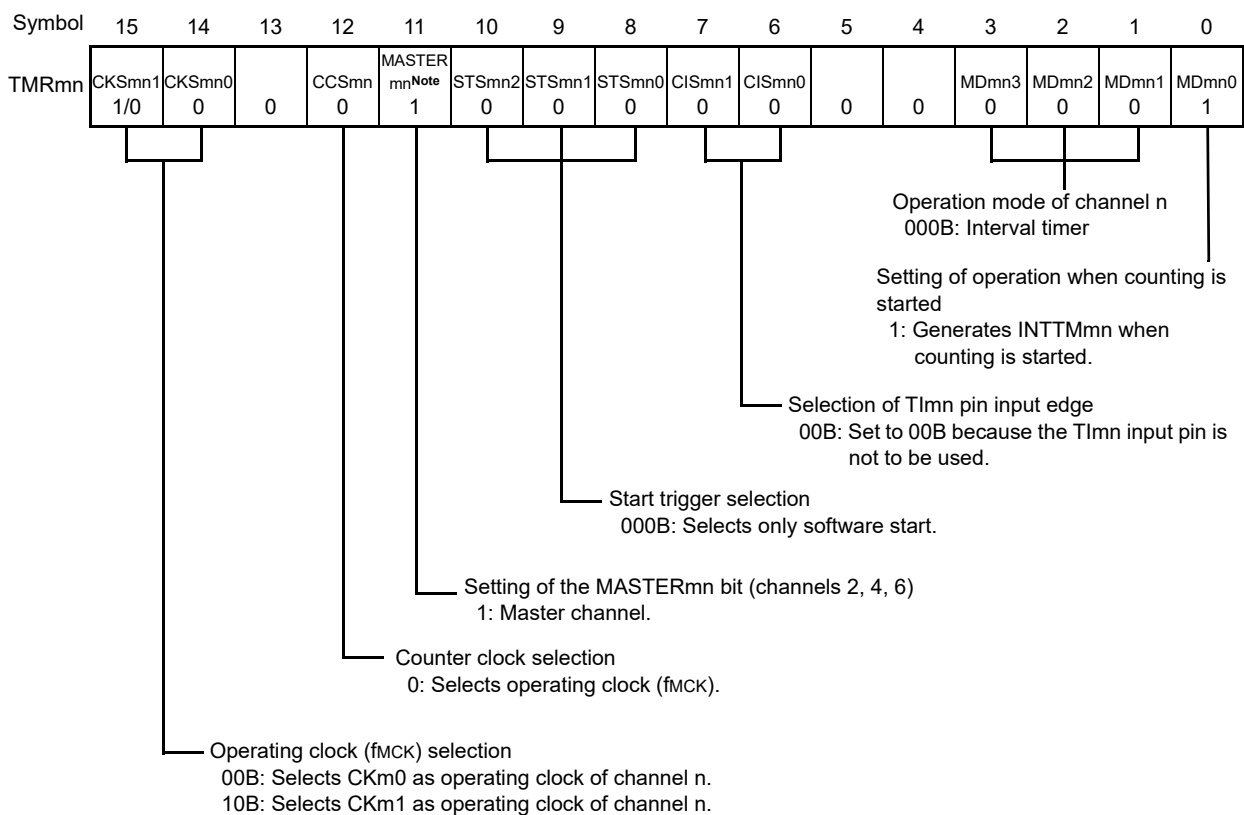 Symbol 15 14 13 12 11 10 9 8 7 6 5 4 3 2 1 0
TMRmn CKSmn1 CKSmn0 CCSmn MASTER mnNote STSmn2 STSmn1 STSmn0 CISmn1 CISmn0 MDmn3 MDmn2 MDmn1 MDmn0
1/0 0 0 0 1 0 0 0 0 0 0 0 0 0 0 1
Operation mode of channel n
000B: Interval timer
Setting of operation when counting is
started
1: Generates INTTMmn when
counting is started.
Selection of TImn pin input edge
00B: Set to 00B because the TImn input pin is
not to be used.
Start trigger selection
000B: Selects only software start.
Setting of the MASTERmn bit (channels 2, 4, 6)
1: Master channel.
Counter clock selection
0: Selects operating clock (fMCK).
Operating clock (fMCK) selection
00B: Selects CKm0 as operating clock of channel n.
10B: Selects CKm1 as operating clock of channel n.